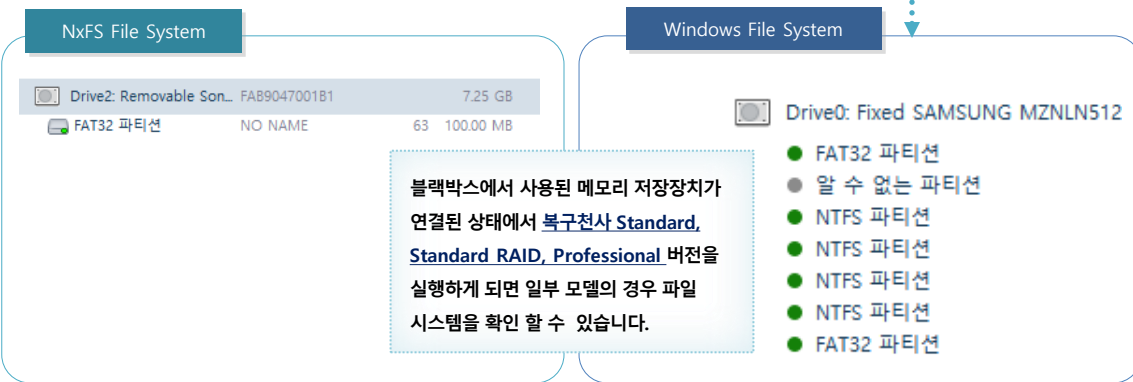 NxFS File System
Drive2: Removable Son... FAB9047001B1 7.25 GB
FAT32 파티션 NO NAME 63 100.00 MB
블랙박스에서 사용된 메모리 저장장치가
연결된 상태에서 복구천사 Standard,
Standard RAID, Professional 버전을
실행하게 되면 일부 모델의 경우 파일
시스템을 확인 할 수 있습니다.
Windows File System
Drive0: Fixed SAMSUNG MZNLN512
FAT32 파티션
알 수 없는 파티션
NTFS 파티션
NTFS 파티션
NTFS 파티션
NTFS 파티션
FAT32 파티션